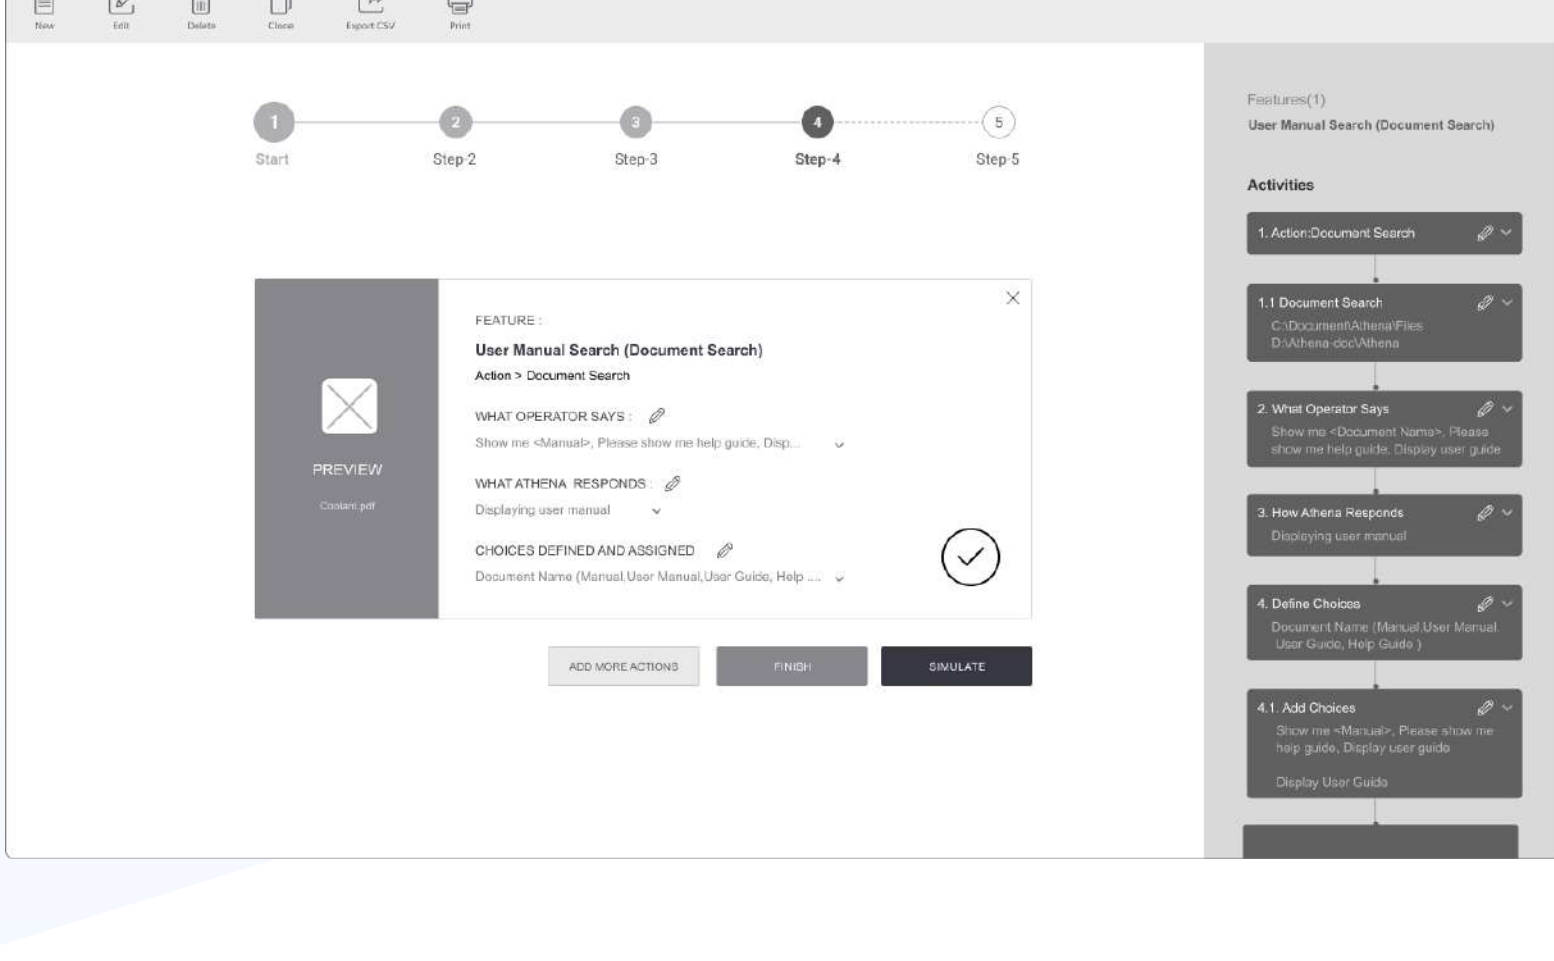 New
Edit
Delete
Clone
Export CSV
Print
1
2
3
4
5
Start
Step-2
Step-3
Step-4
Step-5
FEATURE :
User Manual Search (Document Search)
Action > Document Search
WHAT OPERATOR SAYS :
Show me <Manual>, Please show me help guide, Disp...
WHAT ATHENA RESPONDS :
Displaying user manual
CHOICES DEFINED AND ASSIGNED
Document Name (Manual,User Manual,User Guide, Help ....
PREVIEW
Coolant.pdf
ADD MORE ACTIONS
FINISH
SIMULATE
Features(1)
User Manual Search (Document Search)
Activities
1. Action:Document Search
1.1 Document Search
C:\Document\Athena\Files
D:\Athena-doc\Athena
2. What Operator Says
Show me <Document Name>, Please
show me help guide, Display user guide
3. How Athena Responds
Displaying user manual
4. Define Choices
Document Name (Manual,User Manual,
User Guide, Help Guide )
4.1. Add Choices
Show me <Manual>, Please show me
help guide, Display user guide
Display User Guide